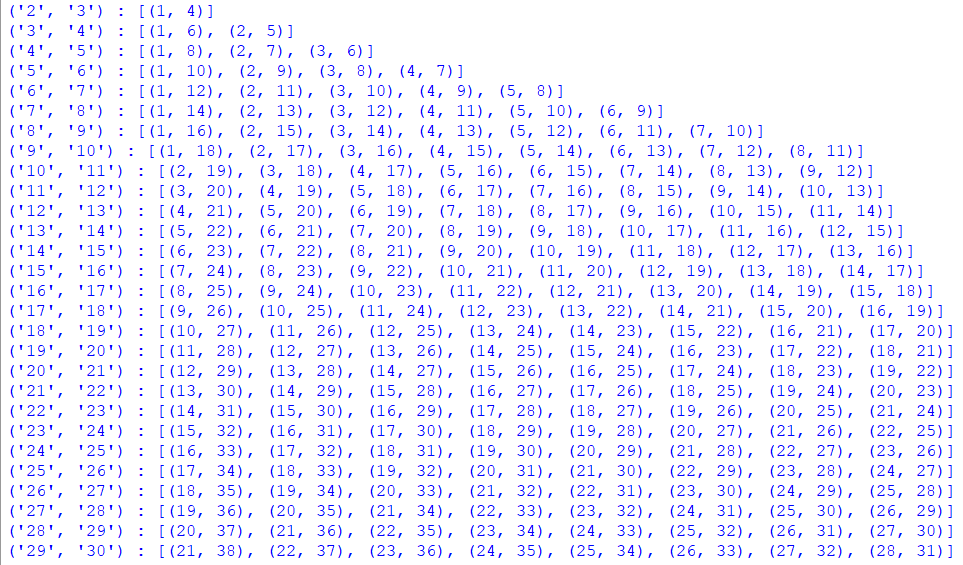 ('2', '3') : [(1, 4)]
('3', '4') : [(1, 6), (2, 5)]
('4', '5') : [(1, 8), (2, 7), (3, 6)]
('5', '6') : [(1, 10), (2, 9), (3, 8), (4, 7)]
('6', '7') : [(1, 12), (2, 11), (3, 10), (4, 9), (5, 8)]
('7', '8') : [(1, 14), (2, 13), (3, 12), (4, 11), (5, 10), (6, 9)]
('8', '9') : [(1, 16), (2, 15), (3, 14), (4, 13), (5, 12), (6, 11), (7, 10)]
('9', '10') : [(1, 18), (2, 17), (3, 16), (4, 15), (5, 14), (6, 13), (7, 12), (8, 11)]
('10', '11') : [(2, 19), (3, 18), (4, 17), (5, 16), (6, 15), (7, 14), (8, 13), (9, 12)]
('11', '12') : [(3, 20), (4, 19), (5, 18), (6, 17), (7, 16), (8, 15), (9, 14), (10, 13)]
('12', '13') : [(4, 21), (5, 20), (6, 19), (7, 18), (8, 17), (9, 16), (10, 15), (11, 14)]
('13', '14') : [(5, 22), (6, 21), (7, 20), (8, 19), (9, 18), (10, 17), (11, 16), (12, 15)]
('14', '15') : [(6, 23), (7, 22), (8, 21), (9, 20), (10, 19), (11, 18), (12, 17), (13, 16)]
('15', '16') : [(7, 24), (8, 23), (9, 22), (10, 21), (11, 20), (12, 19), (13, 18), (14, 17)]
('16', '17') : [(8, 25), (9, 24), (10, 23), (11, 22), (12, 21), (13, 20), (14, 19), (15, 18)]
('17', '18') : [(9, 26), (10, 25), (11, 24), (12, 23), (13, 22), (14, 21), (15, 20), (16, 19)]
('18', '19') : [(10, 27), (11, 26), (12, 25), (13, 24), (14, 23), (15, 22), (16, 21), (17, 20)]
('19', '20') : [(11, 28), (12, 27), (13, 26), (14, 25), (15, 24), (16, 23), (17, 22), (18, 21)]
('20', '21') : [(12, 29), (13, 28), (14, 27), (15, 26), (16, 25), (17, 24), (18, 23), (19, 22)]
('21', '22') : [(13, 30), (14, 29), (15, 28), (16, 27), (17, 26), (18, 25), (19, 24), (20, 23)]
('22', '23') : [(14, 31), (15, 30), (16, 29), (17, 28), (18, 27), (19, 26), (20, 25), (21, 24)]
('23', '24') : [(15, 32), (16, 31), (17, 30), (18, 29), (19, 28), (20, 27), (21, 26), (22, 25)]
('24', '25') : [(16, 33), (17, 32), (18, 31), (19, 30), (20, 29), (21, 28), (22, 27), (23, 26)]
('25', '26') : [(17, 34), (18, 33), (19, 32), (20, 31), (21, 30), (22, 29), (23, 28), (24, 27)]
('26', '27') : [(18, 35), (19, 34), (20, 33), (21, 32), (22, 31), (23, 30), (24, 29), (25, 28)]
('27', '28') : [(19, 36), (20, 35), (21, 34), (22, 33), (23, 32), (24, 31), (25, 30), (26, 29)]
('28', '29') : [(20, 37), (21, 36), (22, 35), (23, 34), (24, 33), (25, 32), (26, 31), (27, 30)]
('29', '30') : [(21, 38), (22, 37), (23, 36), (24, 35), (25, 34), (26, 33), (27, 32), (28, 31)]